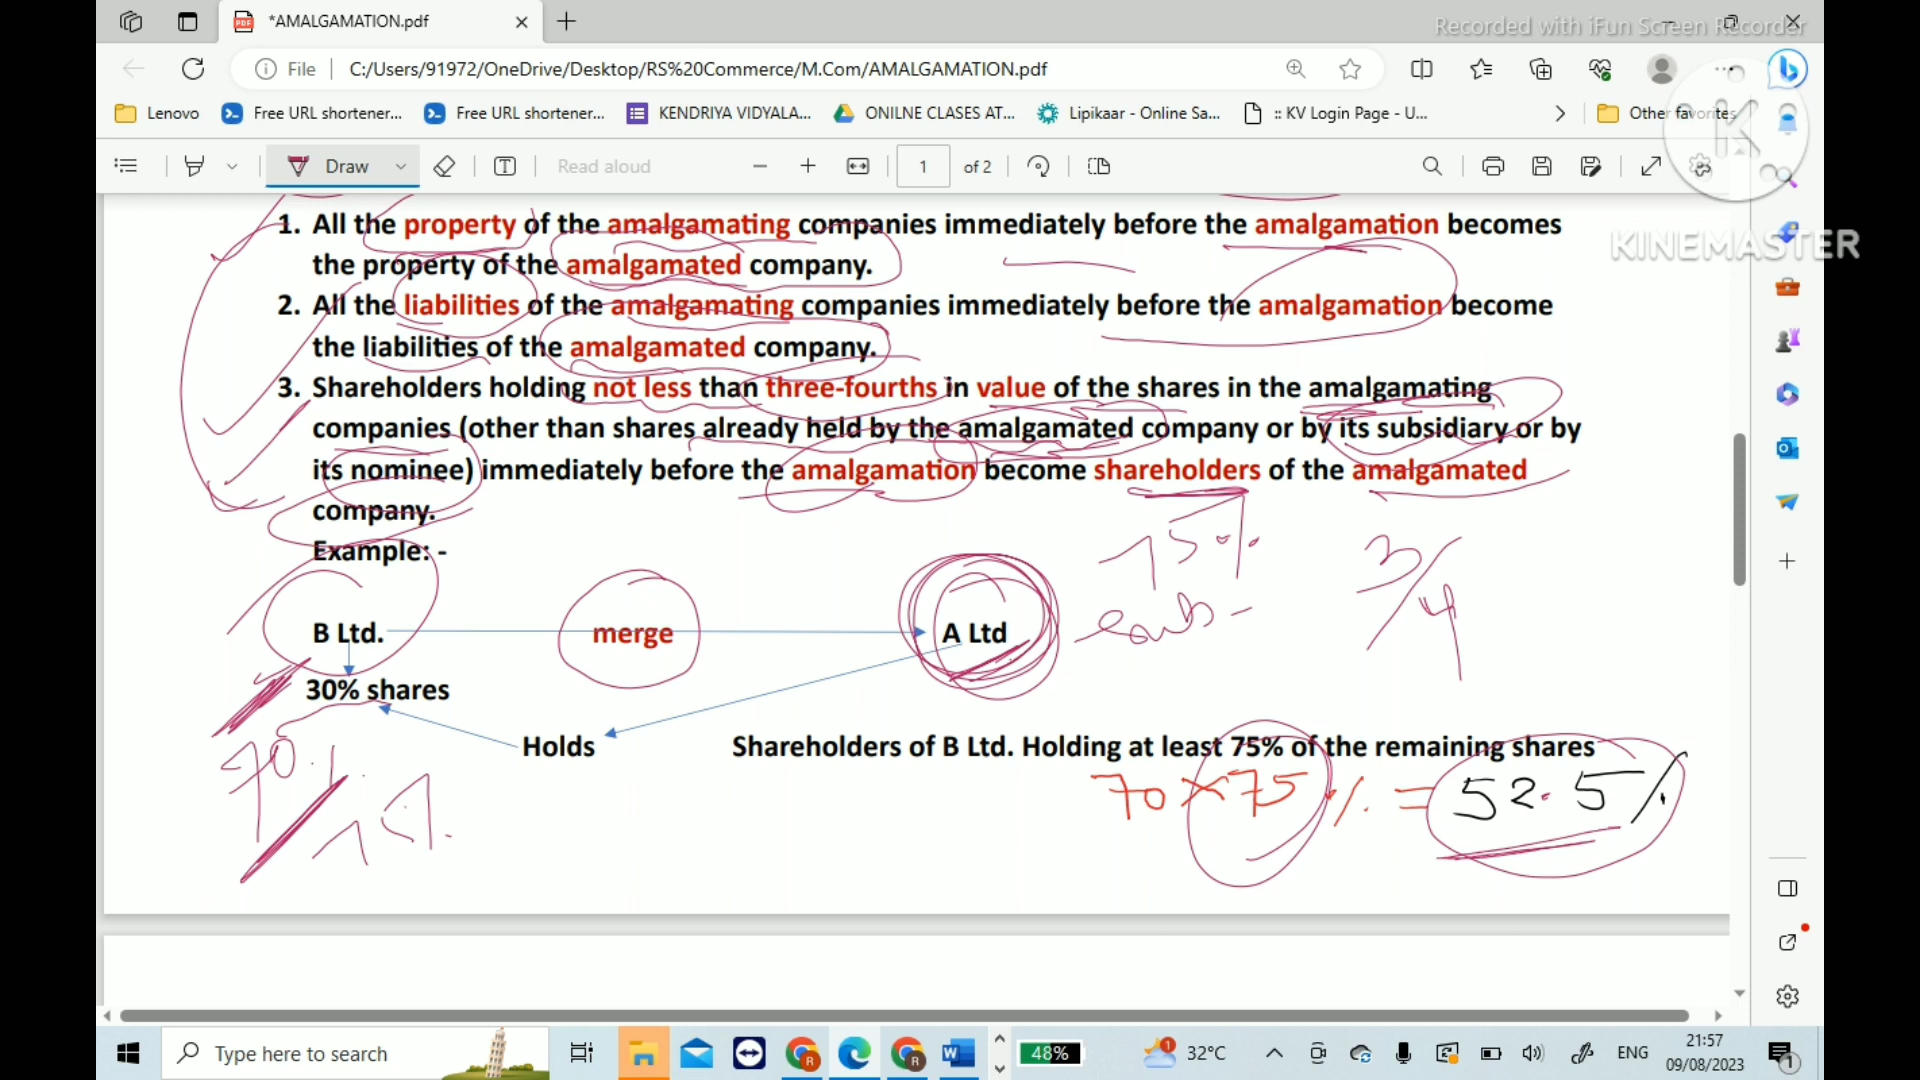 *AMALGAMATION.pdf
Recorded with iFun Screen Recorder
File C:/Users/91972/OneDrive/Desktop/RS%20Commerce/M.Com/AMALGAMATION.pdf
Lenovo Free URL shortener... Free URL shortener... KENDRIYA VIDYALA... ONILNE CLASES AT... Lipikaar - Online Sa... :: KV Login Page - U... Other favorites
Draw Read aloud 1 of 2
KINEMASTER
1. All the property of the amalgamating companies immediately before the amalgamation becomes
the property of the amalgamated company.
2. All the liabilities of the amalgamating companies immediately before the amalgamation become
the liabilities of the amalgamated company.
3. Shareholders holding not less than three-fourths in value of the shares in the amalgamating
companies (other than shares already held by the amalgamated company or by its subsidiary or by
its nominee) immediately before the amalgamation become shareholders of the amalgamated
company.
Example: -
75% 3/4
B Ltd. merge A Ltd
30% shares
Holds Shareholders of B Ltd. Holding at least 75% of the remaining shares
70 × 75 % = 52.5%
Type here to search 48% 32°C ENG 21:57
09/08/2023 1